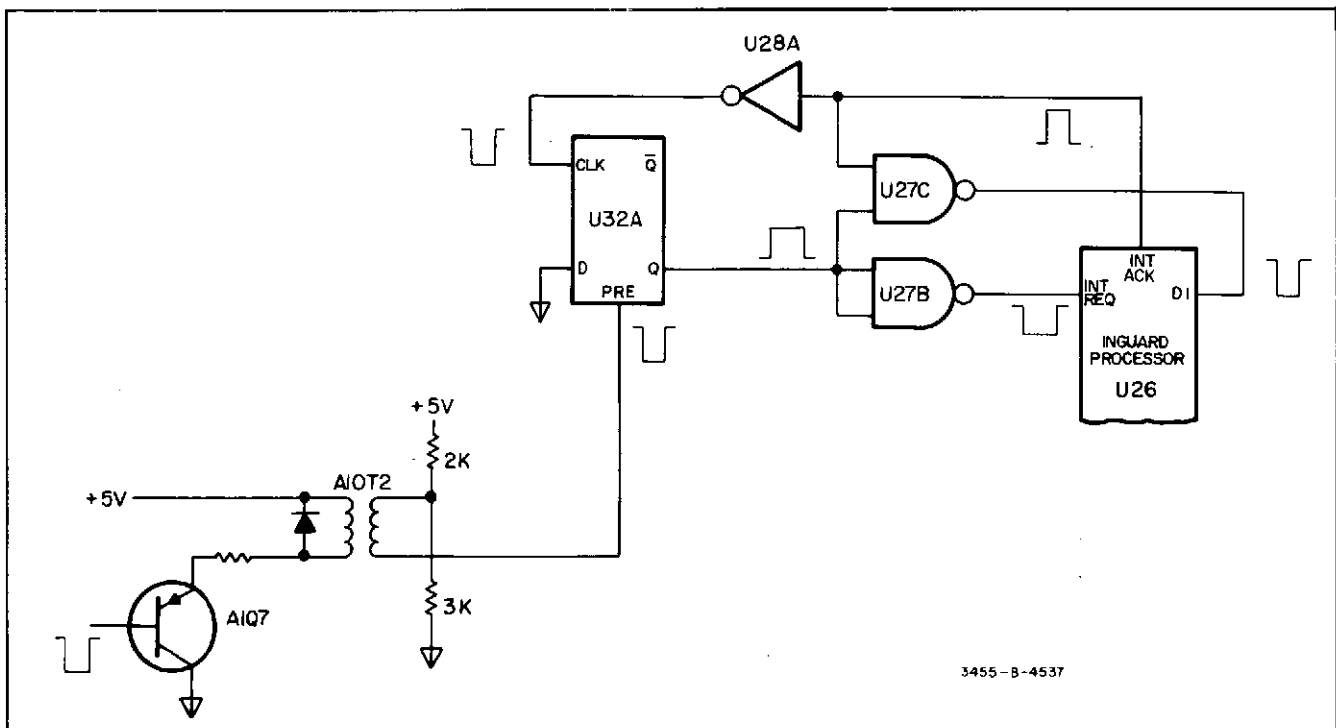 U28A
CLK
Q̅
U32A
D
Q
PRE
U27C
U27B
INT
ACK
INT
REQ
DI
INGUARD
PROCESSOR
U26
+5V
2K
A10T2
+5V
3K
A1Q7
3455-B-4537